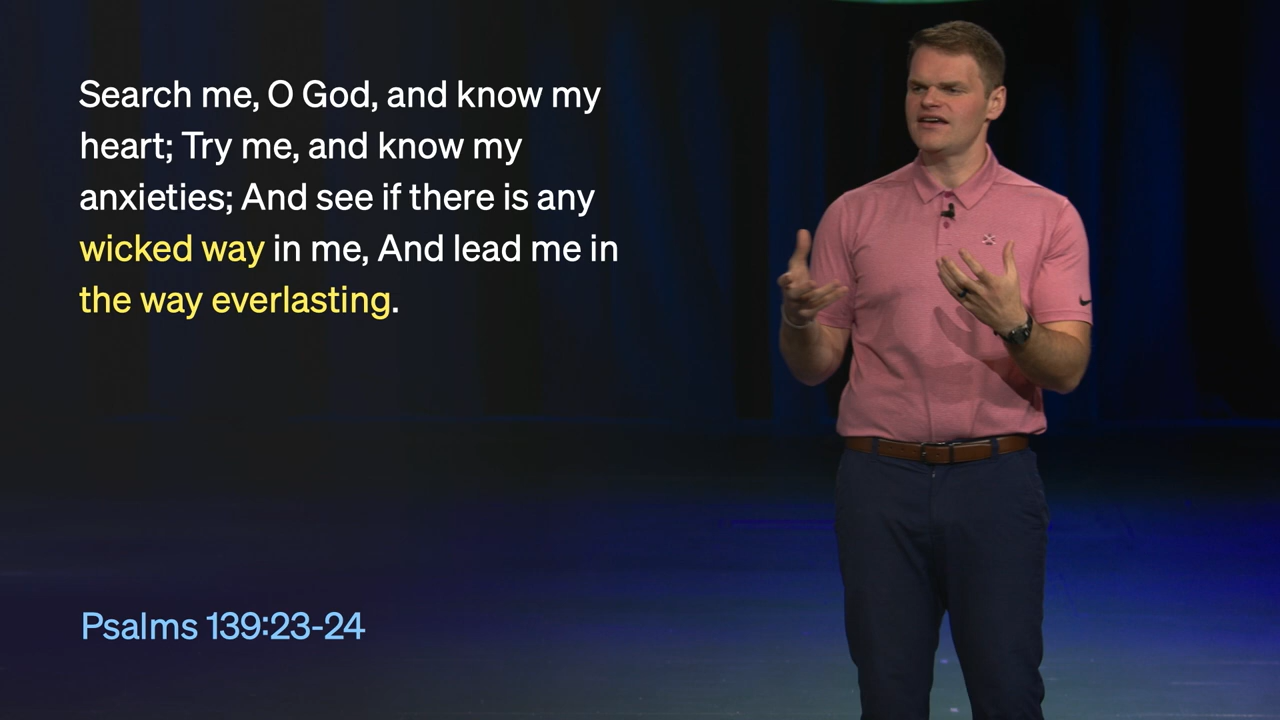 Search me, O God, and know my
heart; Try me, and know my
anxieties; And see if there is any
wicked way in me, And lead me in
the way everlasting.
Psalms 139:23-24